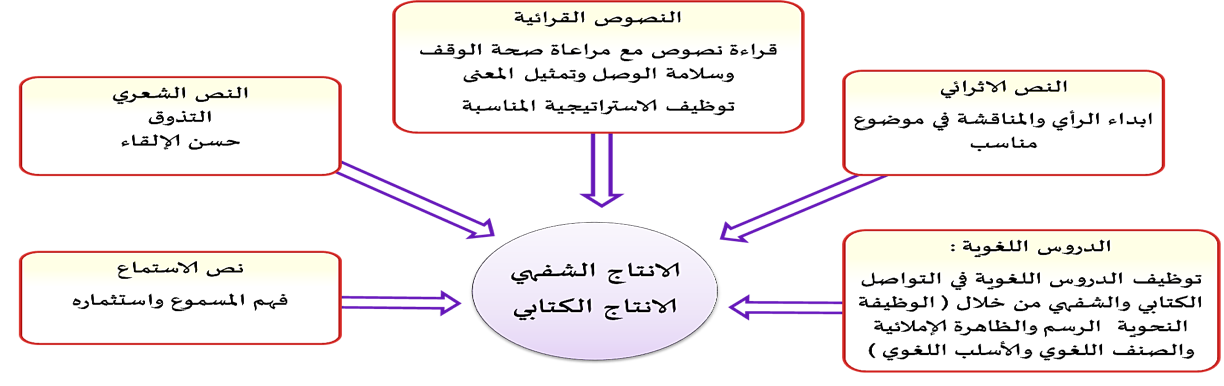 النصوص القرائية
قراءة نصوص مع مراعاة صحة الوقف
وسلامة الوصل وتمثيل المعنى
توظيف الاستراتيجية المناسبة
النص الاثرائي
ابداء الرأي والمناقشة في موضوع
مناسب
النص الشعري
التذوق
حسن الإلقاء
الدروس اللغوية :
توظيف الدروس اللغوية في التواصل
الكتابي والشفهي من خلال ( الوظيفة
النحوية الرسم والظاهرة الإملائية
والصنف اللغوي والأسلب اللغوي )
نص الاستماع
فهم المسموع واستثماره
الانتاج الشفهي
الانتاج الكتابي